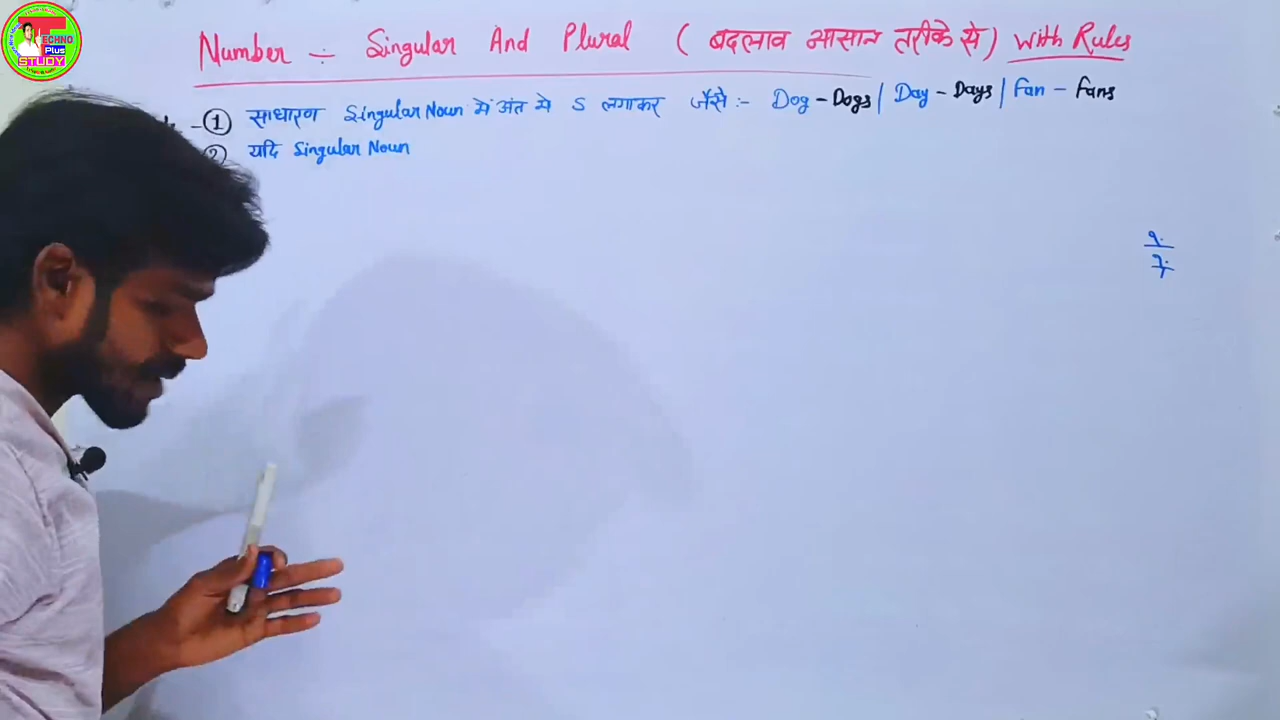 TECHNO
Plus
STUDY
Number ÷ Singular And Plural ( बदलाव आसान तरीके से ) With Rules
- ① साधारण Singular Noun में अंत मे S लगाकर जैसे :- Dog - Dogs | Day - Days | Fan - Fans
② यदि Singular Noun